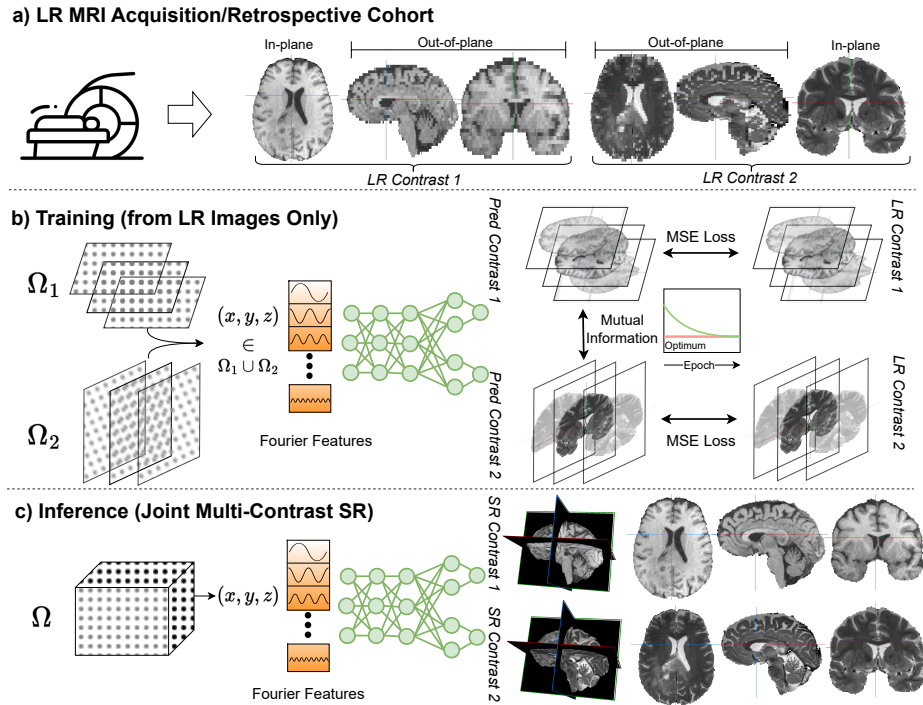 a) LR MRI Acquisition/Retrospective Cohort
In-plane
Out-of-plane
Out-of-plane
In-plane
LR Contrast 1
LR Contrast 2
b) Training (from LR Images Only)
Ω1
(x, y, z)
∈
Ω1 ∪ Ω2
Ω2
Fourier Features
Pred Contrast 1
Pred Contrast 2
MSE Loss
Mutual
Information
Optimum
Epoch
MSE Loss
LR Contrast 1
LR Contrast 2
c) Inference (Joint Multi-Contrast SR)
Ω
(x, y, z)
Fourier Features
SR Contrast 1
SR Contrast 2